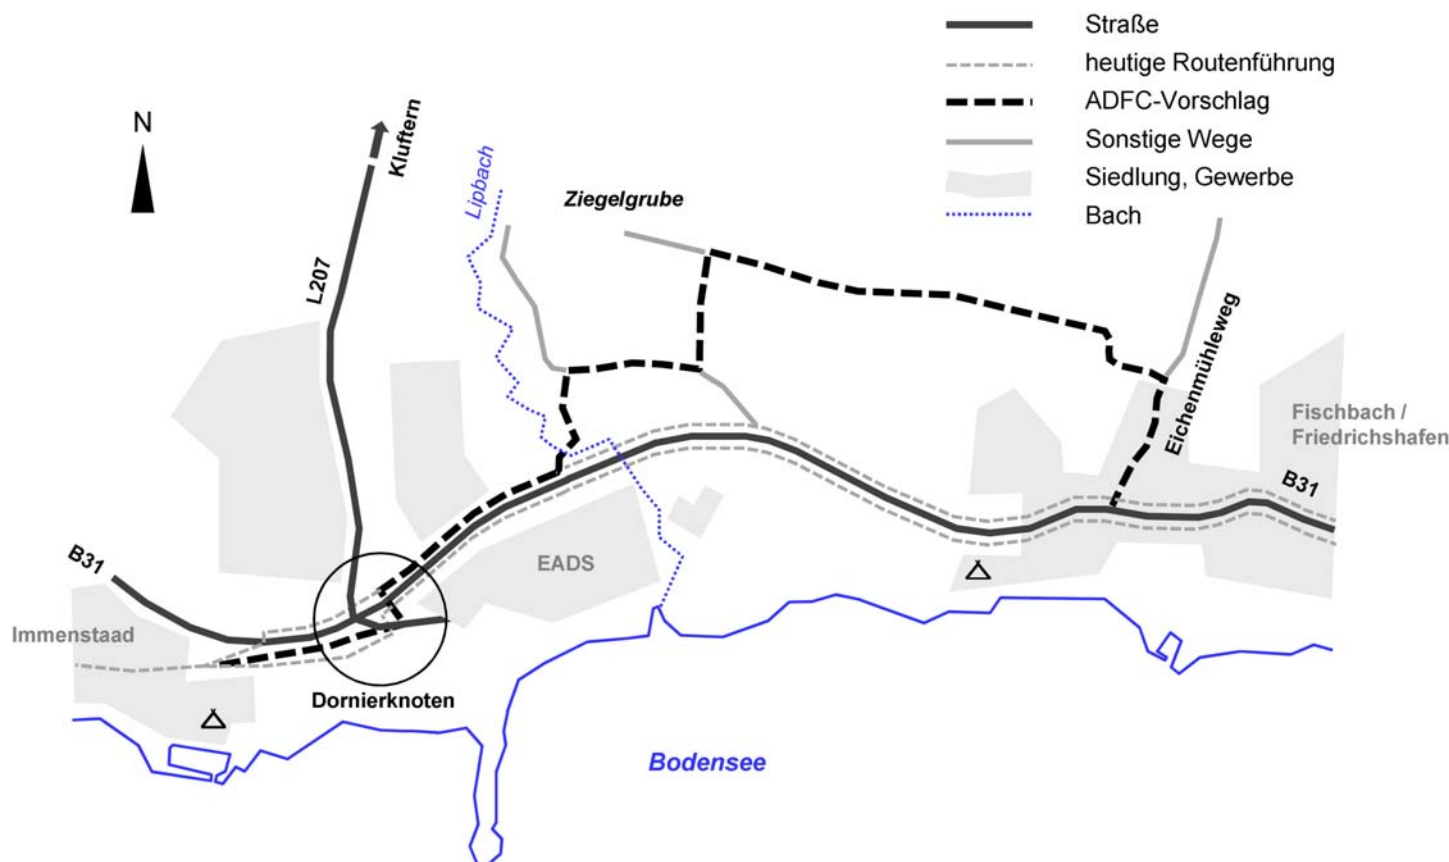 Straße
heutige Routenführung
ADFC-Vorschlag
Sonstige Wege
Siedlung, Gewerbe
Bach
N
Kluftern
Lipbach
Ziegelgrube
L207
Eichenmühleweg
Fischbach /
Friedrichshafen
B31
B31
EADS
Immenstaad
Dornierknoten
Bodensee